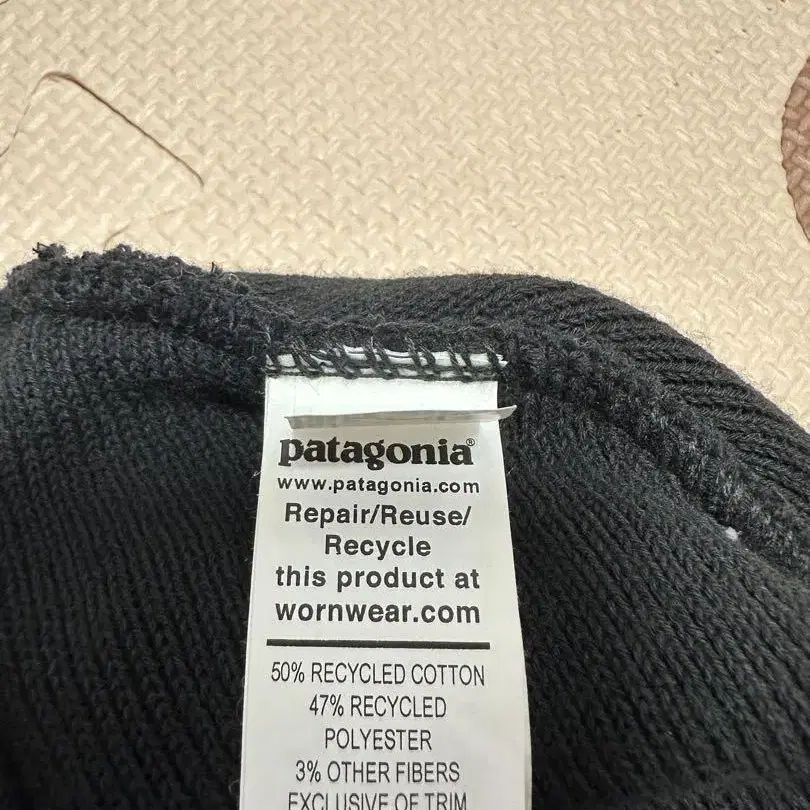 patagonia®
www.patagonia.com
Repair/Reuse/
Recycle
this product at
wornwear.com
50% RECYCLED COTTON
47% RECYCLED
POLYESTER
3% OTHER FIBERS
EXCLUSIVE OF TRIM